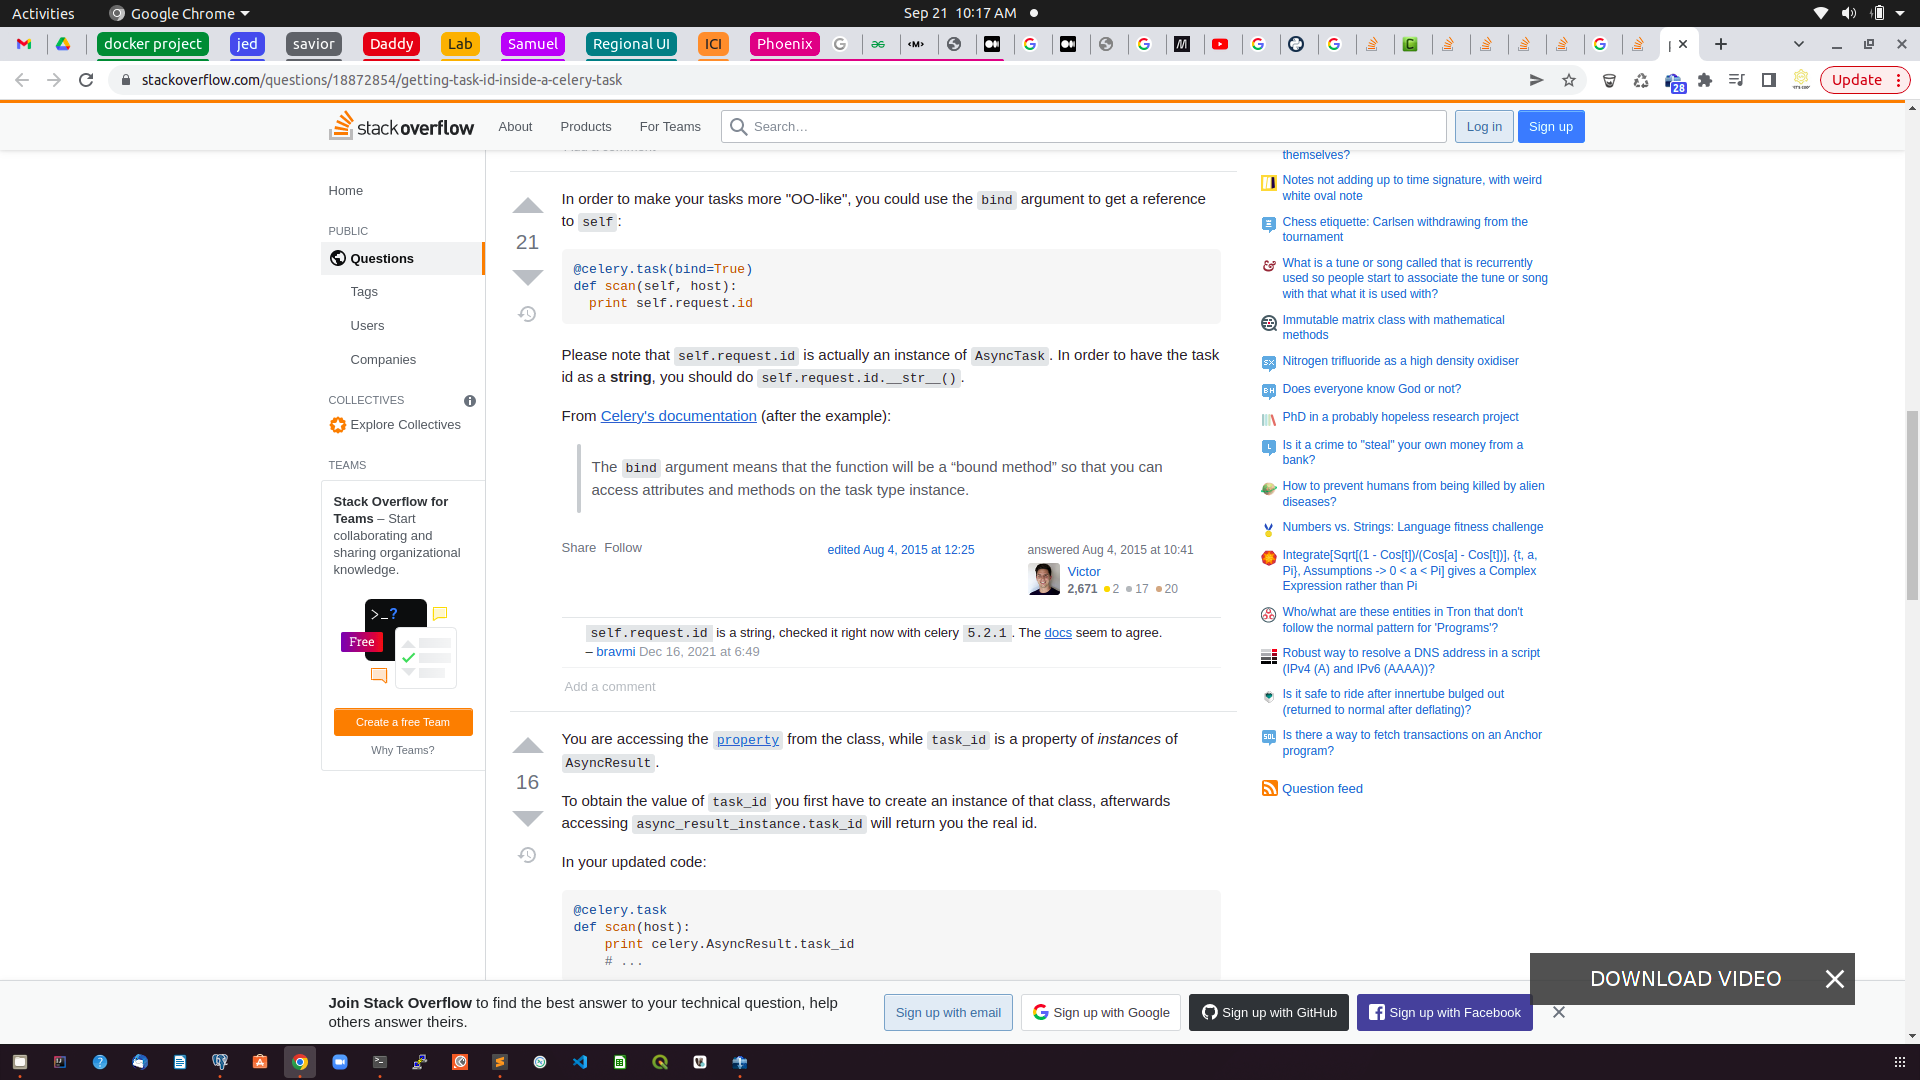 Activities
Google Chrome
Sep 21 10:17 AM
docker project
jed
savior
Daddy
Lab
Samuel
Regional UI
ICI
Phoenix
stackoverflow.com/questions/18872854/getting-task-id-inside-a-celery-task
28
Update
stackoverflow
About
Products
For Teams
Search…
Log in
Sign up
Home
PUBLIC
Questions
Tags
Users
Companies
COLLECTIVES
Explore Collectives
TEAMS
Stack Overflow for
Teams – Start
collaborating and
sharing organizational
knowledge.
>_?
Free
Create a free Team
Why Teams?
In order to make your tasks more "OO-like", you could use the bind argument to get a reference
to self:
21
@celery.task(bind=True)
def scan(self, host):
print self.request.id
Please note that self.request.id is actually an instance of AsyncTask. In order to have the task
id as a string, you should do self.request.id.__str__().
From Celery's documentation (after the example):
The bind argument means that the function will be a “bound method” so that you can
access attributes and methods on the task type instance.
Share Follow
edited Aug 4, 2015 at 12:25
answered Aug 4, 2015 at 10:41
Victor
2,671 2 17 20
self.request.id is a string, checked it right now with celery 5.2.1. The docs seem to agree.
– bravmi Dec 16, 2021 at 6:49
Add a comment
You are accessing the property from the class, while task_id is a property of instances of
AsyncResult.
16
To obtain the value of task_id you first have to create an instance of that class, afterwards
accessing async_result_instance.task_id will return you the real id.
In your updated code:
@celery.task
def scan(host):
print celery.AsyncResult.task_id
# ...
themselves?
Notes not adding up to time signature, with weird
white oval note
Chess etiquette: Carlsen withdrawing from the
tournament
What is a tune or song called that is recurrently
used so people start to associate the tune or song
with that what it is used with?
Immutable matrix class with mathematical
methods
Nitrogen trifluoride as a high density oxidiser
Does everyone know God or not?
PhD in a probably hopeless research project
Is it a crime to "steal" your own money from a
bank?
How to prevent humans from being killed by alien
diseases?
Numbers vs. Strings: Language fitness challenge
Integrate[Sqrt[(1 - Cos[t])/(Cos[a] - Cos[t])], {t, a,
Pi}, Assumptions -> 0 < a < Pi] gives a Complex
Expression rather than Pi
Who/what are these entities in Tron that don't
follow the normal pattern for 'Programs'?
Robust way to resolve a DNS address in a script
(IPv4 (A) and IPv6 (AAAA))?
Is it safe to ride after innertube bulged out
(returned to normal after deflating)?
Is there a way to fetch transactions on an Anchor
program?
Question feed
DOWNLOAD VIDEO
Join Stack Overflow to find the best answer to your technical question, help
others answer theirs.
Sign up with email
Sign up with Google
Sign up with GitHub
Sign up with Facebook